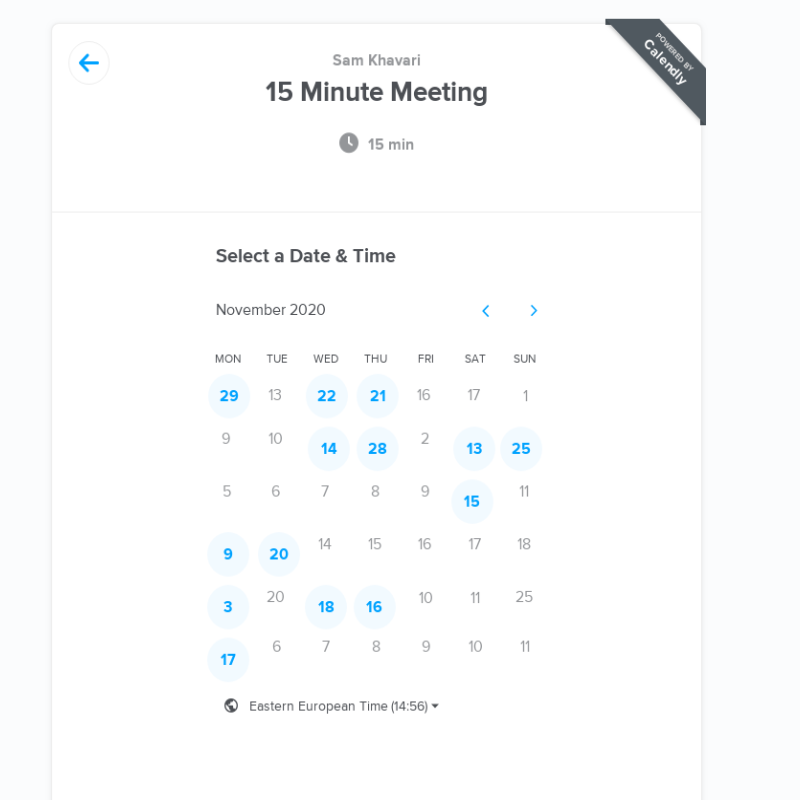 POWERED BY
Calendly
Sam Khavari
15 Minute Meeting
15 min
Select a Date & Time
November 2020
MON TUE WED THU FRI SAT SUN
29 13 22 21 16 17 1
9 10 14 28 2 13 25
5 6 7 8 9 15 11
9 20 14 15 16 17 18
3 20 18 16 10 11 25
17 6 7 8 9 10 11
Eastern European Time (14:56)